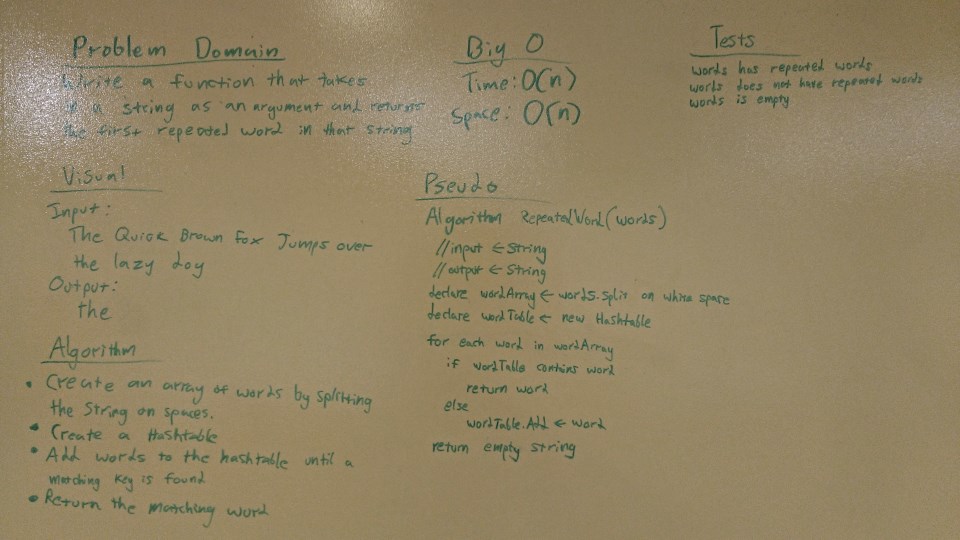 Problem Domain
Write a function that takes
in a string as an argument and returns
the first repeated word in that string
Big O
Time: O(n)
Space: O(n)
Tests
words has repeated words
words does not have repeated words
words is empty
Visual
Input:
The Quick Brown Fox Jumps over
the lazy dog
Output:
the
Algorithm
• Create an array of words by splitting
the String on spaces.
• Create a Hashtable
• Add words to the hashtable until a
matching key is found
• Return the matching word
Pseudo
Algorithm RepeatedWord(words)
//input ← String
//output ← String
declare wordArray ← words.split on white space
declare wordTable ← new Hashtable
for each word in wordArray
if wordTable contains word
return word
else
wordTable.Add ← word
return empty string